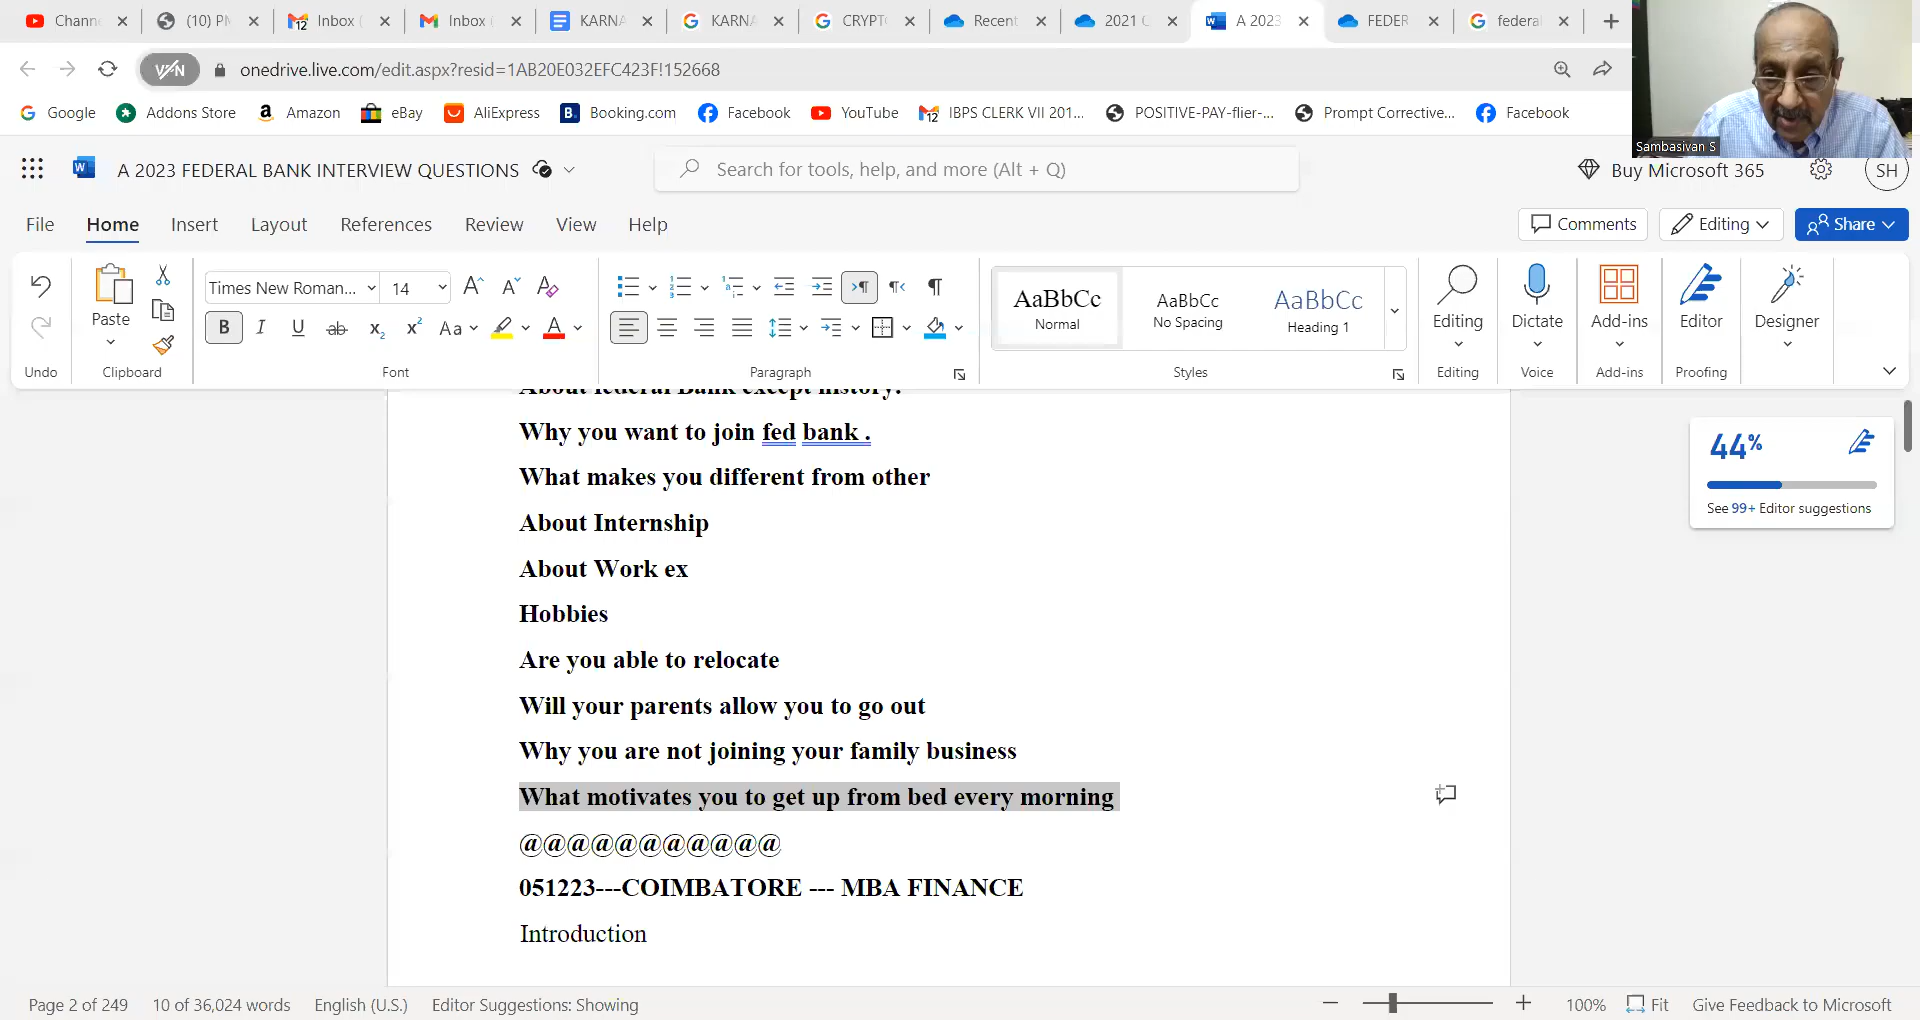 Chann
(10) PM
Inbox (
Inbox (
KARNA
KARNA
CRYPT
Recent
2021 C
A 2023
FEDER
federal
VPN
onedrive.live.com/edit.aspx?resid=1AB20E032EFC423F!152668
Google
Addons Store
Amazon
eBay
AliExpress
Booking.com
Facebook
YouTube
IBPS CLERK VII 201...
POSITIVE-PAY-flier-...
Prompt Corrective...
Facebook
Sambasivan S
A 2023 FEDERAL BANK INTERVIEW QUESTIONS
Search for tools, help, and more (Alt + Q)
Buy Microsoft 365
SH
File Home Insert Layout References Review View Help
Comments
Editing
Share
Paste
Times New Roman...
14
AaBbCc
Normal
AaBbCc
No Spacing
AaBbCc
Heading 1
Editing
Dictate
Add-ins
Editor
Designer
Undo
Clipboard
Font
Paragraph
Styles
Editing
Voice
Add-ins
Proofing
About federal Bank except history.
Why you want to join fed bank .
What makes you different from other
About Internship
About Work ex
Hobbies
Are you able to relocate
Will your parents allow you to go out
Why you are not joining your family business
What motivates you to get up from bed every morning
@@@@@@@@@@@
051223---COIMBATORE --- MBA FINANCE
Introduction
44%
See 99+ Editor suggestions
Page 2 of 249
10 of 36,024 words
English (U.S.)
Editor Suggestions: Showing
100%
Fit
Give Feedback to Microsoft